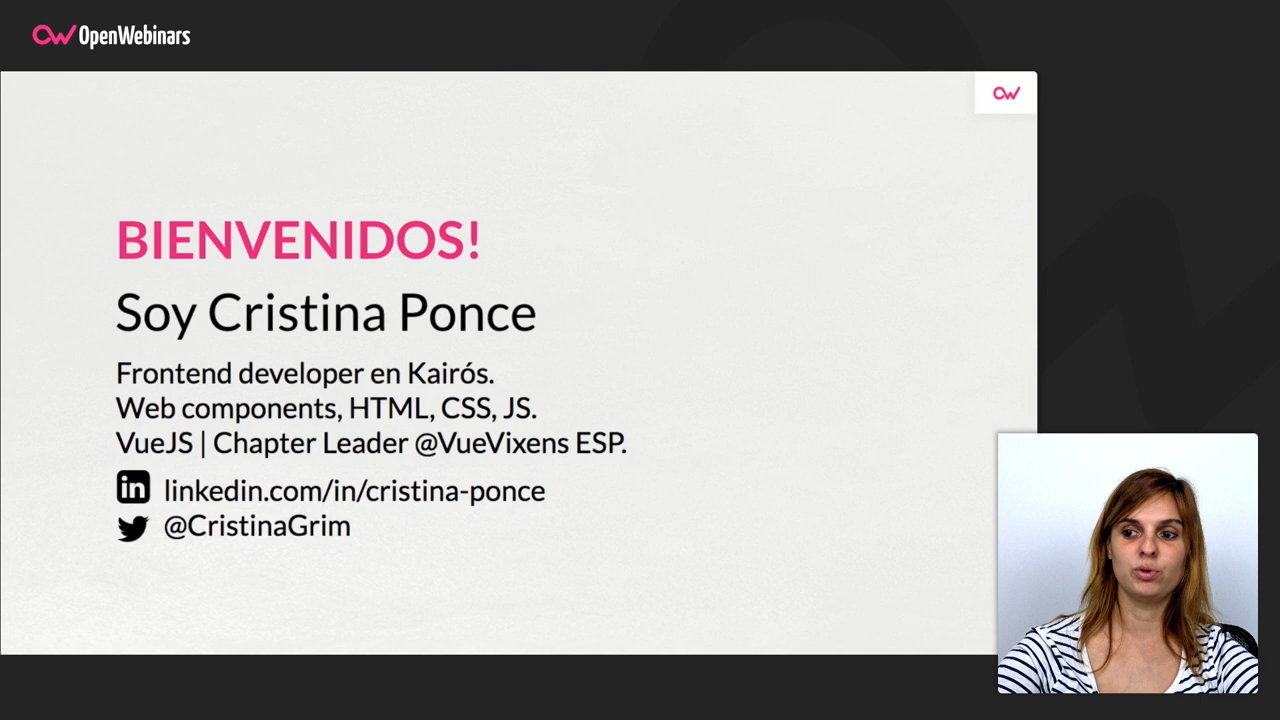 OpenWebinars
BIENVENIDOS!
Soy Cristina Ponce
Frontend developer en Kairós.
Web components, HTML, CSS, JS.
VueJS | Chapter Leader @VueVixens ESP.
linkedin.com/in/cristina-ponce
@CristinaGrim